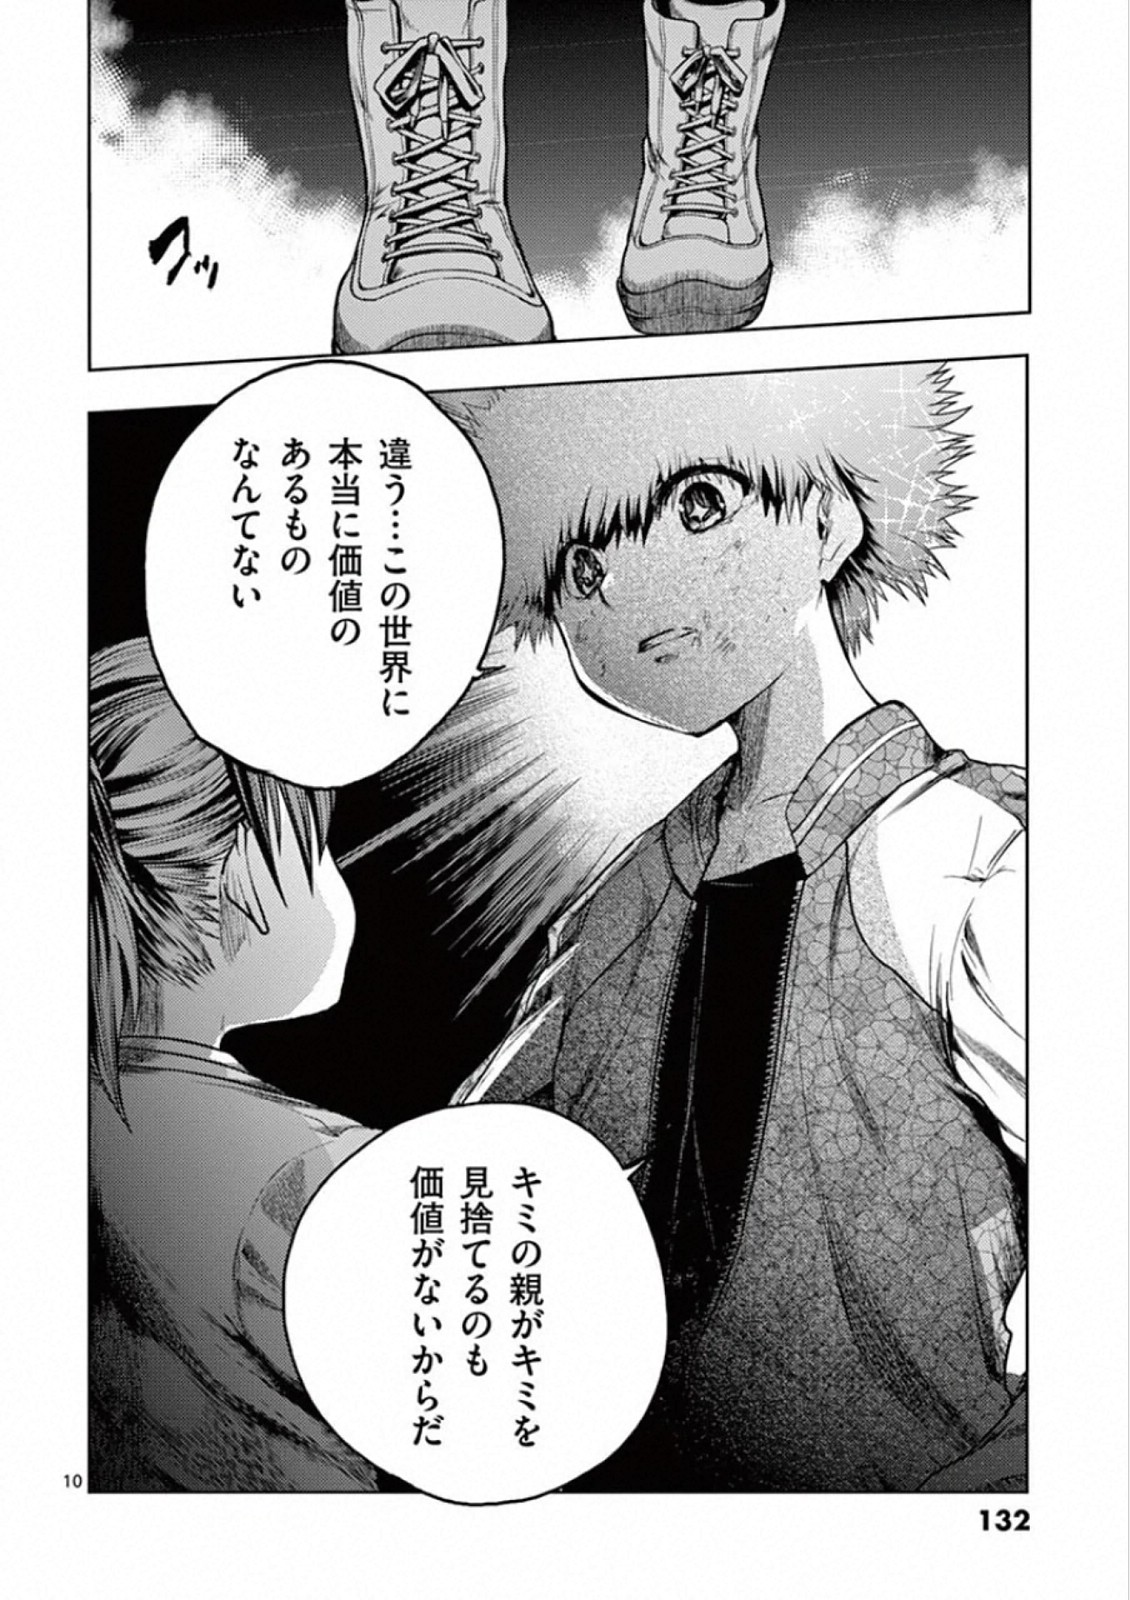 コッ
違う…この世界に
本当に価値の
あるもの
なんてない
キミの親がキミを
見捨てるのも
価値がないからだ
10
132